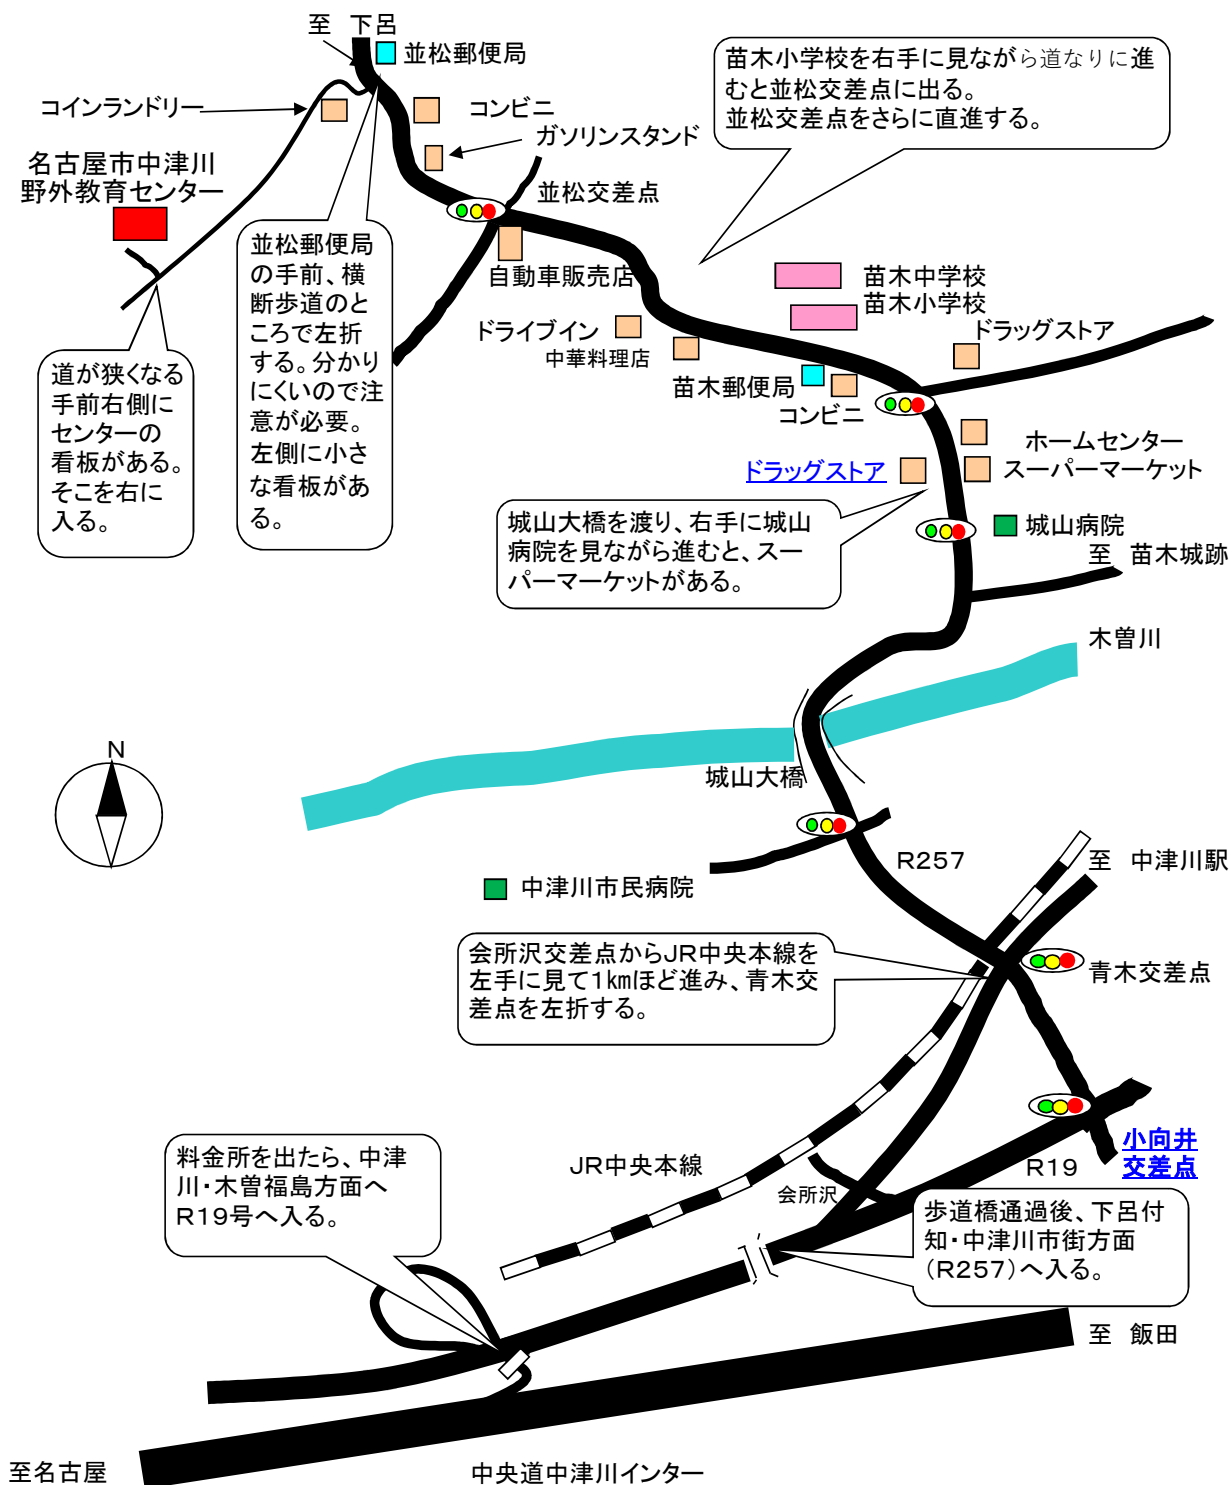 至 下呂
並松郵便局
コインランドリー
コンビニ
ガソリンスタンド
苗木小学校を右手に見ながら道なりに進
むと並松交差点に出る。
並松交差点をさらに直進する。
名古屋市中津川
野外教育センター
並松交差点
並松郵便局
の手前、横
断歩道のと
ころで左折
する。分かり
にくいので注
意が必要。
左側に小さ
な看板があ
る。
自動車販売店
苗木中学校
苗木小学校
ドライブイン
中華料理店
ドラッグストア
道が狭くなる
手前右側に
センターの
看板がある。
そこを右に
入る。
苗木郵便局
コンビニ
ホームセンター
ドラッグストア
スーパーマーケット
城山大橋を渡り、右手に城山
病院を見ながら進むと、スー
パーマーケットがある。
城山病院
至 苗木城跡
木曽川
N
城山大橋
R257
至 中津川駅
中津川市民病院
会所沢交差点からJR中央本線を
左手に見て1㎞ほど進み、青木交
差点を左折する。
青木交差点
小向井
交差点
料金所を出たら、中津
川・木曽福島方面へ
R19号へ入る。
JR中央本線
R19
会所沢
歩道橋通過後、下呂付
知・中津川市街方面
(R257)へ入る。
至 飯田
至名古屋
中央道中津川インター